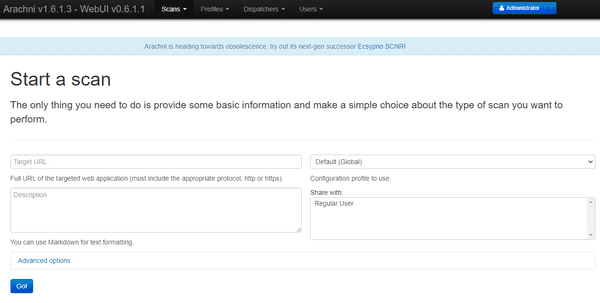 Arachni v1.6.1.3 - WebUI v0.6.1.1 Scans Profiles Dispatchers Users Administrator
Arachni is heading towards obsolescence, try out its next-gen successor Ecsypno SCNR!
Start a scan
The only thing you need to do is provide some basic information and make a simple choice about the type of scan you want to
perform.
Target URL
Default (Global)
Full URL of the targeted web application (must include the appropriate protocol, http or https).
Configuration profile to use.
Description
Share with:
Regular User
You can use Markdown for text formatting.
Advanced options
Go!